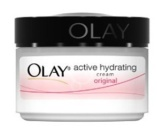 OLAY
OLAY active hydrating
cream
original